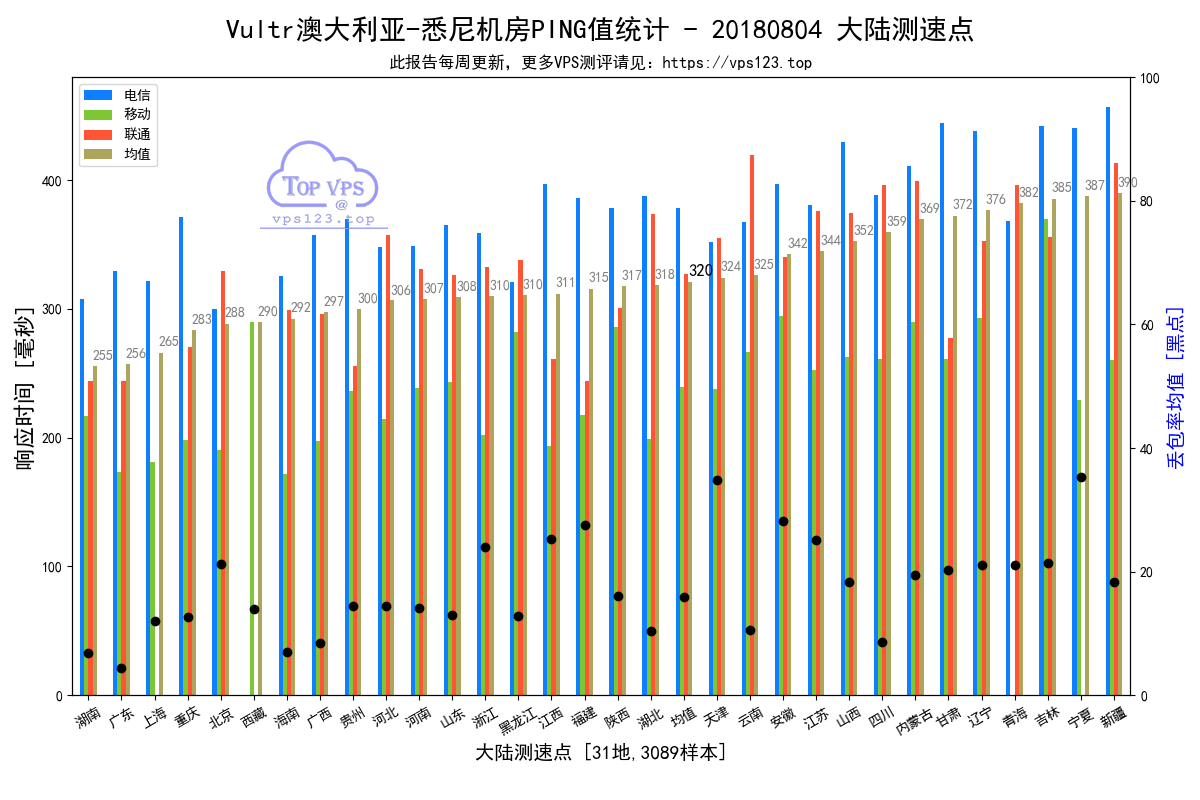 Vultr澳大利亚-悉尼机房PING值统计 - 20180804 大陆测速点
此报告每周更新，更多VPS测评请见：https://vps123.top
电信
移动
联通
均值
Top VPS
@
vps123.top
响应时间 [毫秒]
400
300
200
100
0
100
80
60
40
20
0
丢包率均值 [黑点]
255 256 265 283 288 290 292 297 300 306 307 308 310 310 311 315 317 318 320 324 325 342 344 352 359 369 372 376 382 385 387 390
湖南 广东 上海 重庆 北京 西藏 海南 广西 贵州 河北 河南 山东 浙江 黑龙江 江西 福建 陕西 湖北 均值 天津 云南 安徽 江苏 山西 四川 内蒙古 甘肃 辽宁 青海 吉林 宁夏 新疆
大陆测速点 [31地,3089样本]